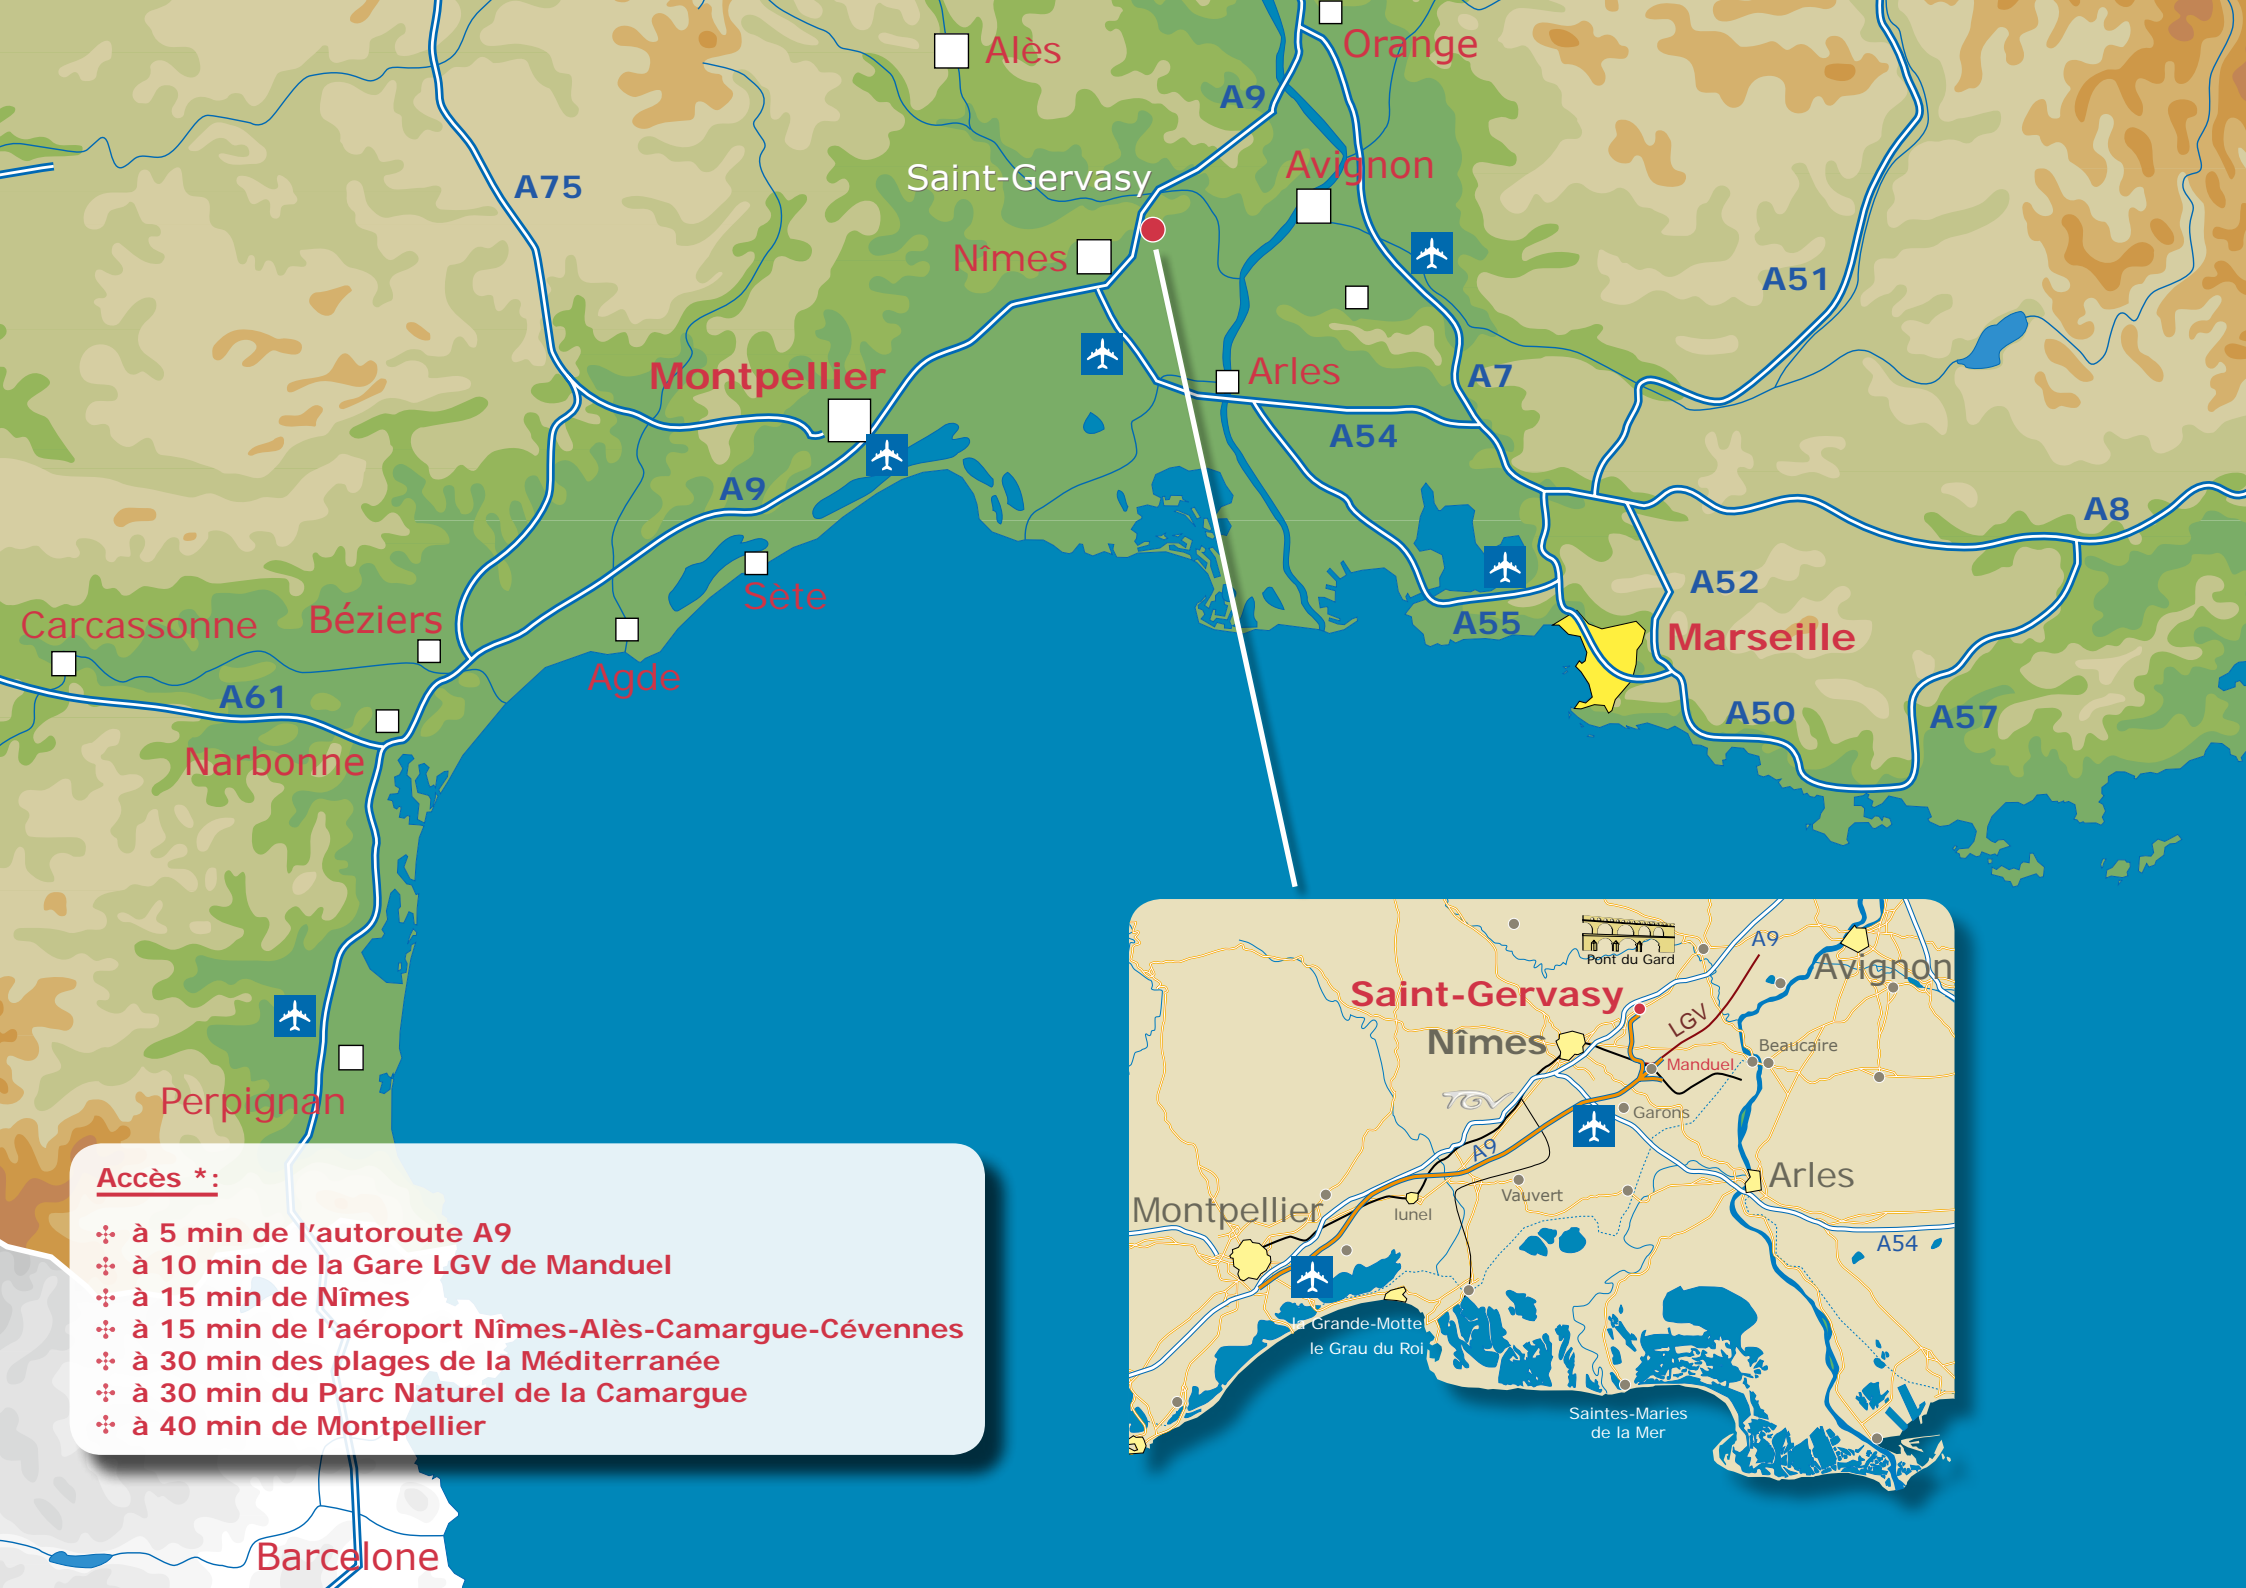 Alès
Orange
A9
Avignon
Saint-Gervasy
A75
Nîmes
A51
Montpellier
Arles
A7
A54
A9
A8
Sète
A52
Carcassonne
Béziers
A55
Marseille
Agde
A61
A50
A57
Narbonne
Perpignan
Barcelone
Accès *:
à 5 min de l'autoroute A9
à 10 min de la Gare LGV de Manduel
à 15 min de Nîmes
à 15 min de l'aéroport Nîmes-Alès-Camargue-Cévennes
à 30 min des plages de la Méditerranée
à 30 min du Parc Naturel de la Camargue
à 40 min de Montpellier
A9
Pont du Gard
Avignon
Saint-Gervasy
LGV
Nîmes
Beaucaire
Manduel
TGV
Garons
A9
Arles
Vauvert
Montpellier
lunel
A54
la Grande-Motte
le Grau du Roi
Saintes-Maries
de la Mer